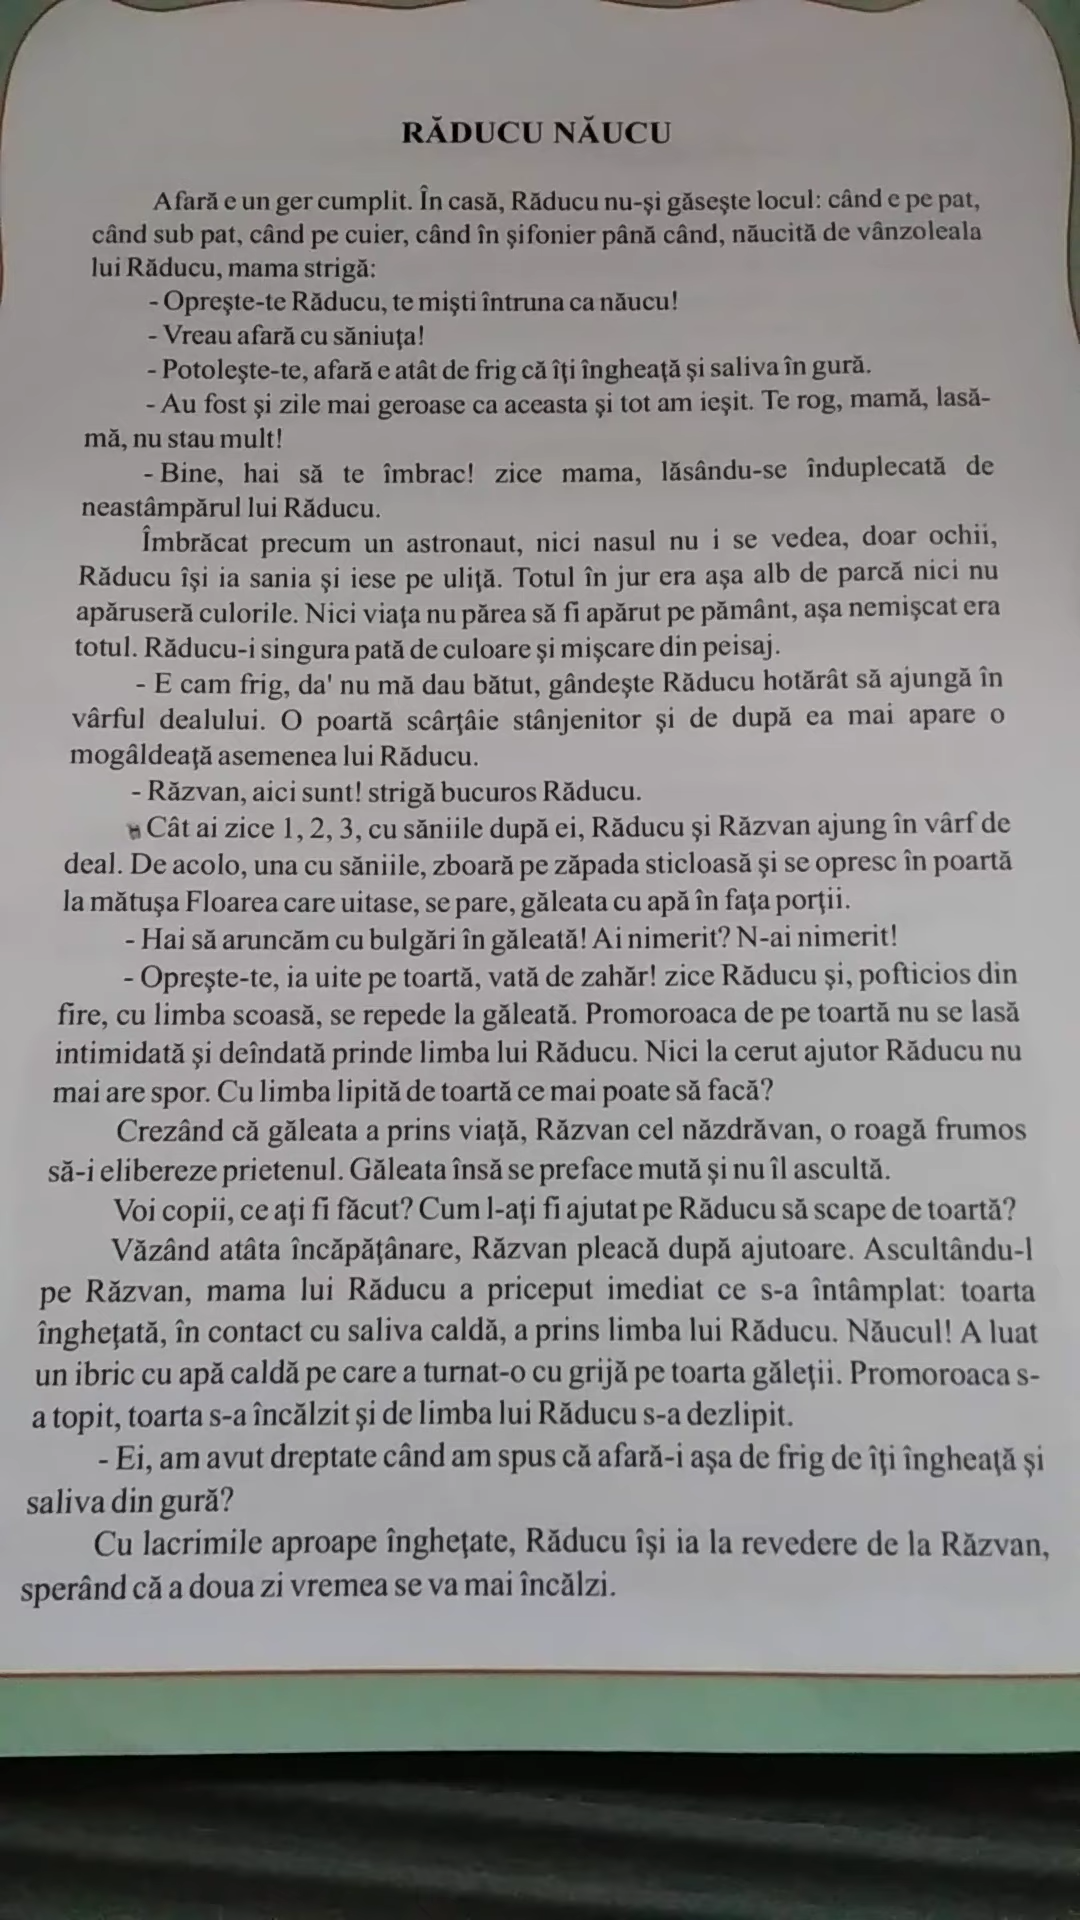 RĂDUCU NĂUCU
Afară e un ger cumplit. În casă, Răducu nu-şi găseşte locul: când e pe pat,
când sub pat, când pe cuier, când în şifonier până când, năucită de vânzoleala
lui Răducu, mama strigă:
- Opreşte-te Răducu, te mişti întruna ca năucu!
- Vreau afară cu săniuţa!
- Potoleşte-te, afară e atât de frig că îţi îngheaţă şi saliva în gură.
- Au fost şi zile mai geroase ca aceasta şi tot am ieşit. Te rog, mamă, lasă-
mă, nu stau mult!
- Bine, hai să te îmbrac! zice mama, lăsându-se înduplecată de
neastâmpărul lui Răducu.
Îmbrăcat precum un astronaut, nici nasul nu i se vedea, doar ochii,
Răducu îşi ia sania şi iese pe uliţă. Totul în jur era aşa alb de parcă nici nu
apăruseră culorile. Nici viaţa nu părea să fi apărut pe pământ, aşa nemişcat era
totul. Răducu-i singura pată de culoare şi mişcare din peisaj.
- E cam frig, da' nu mă dau bătut, gândeşte Răducu hotărât să ajungă în
vârful dealului. O poartă scârţâie stânjenitor şi de după ea mai apare o
mogâldeaţă asemenea lui Răducu.
- Răzvan, aici sunt! strigă bucuros Răducu.
Cât ai zice 1, 2, 3, cu săniile după ei, Răducu şi Răzvan ajung în vârf de
deal. De acolo, una cu săniile, zboară pe zăpada sticloasă şi se opresc în poartă
la mătuşa Floarea care uitase, se pare, găleata cu apă în faţa porţii.
- Hai să aruncăm cu bulgări în găleată! Ai nimerit? N-ai nimerit!
- Opreşte-te, ia uite pe toartă, vată de zahăr! zice Răducu şi, pofticios din
fire, cu limba scoasă, se repede la găleată. Promoroaca de pe toartă nu se lasă
intimidată şi deîndată prinde limba lui Răducu. Nici la cerut ajutor Răducu nu
mai are spor. Cu limba lipită de toartă ce mai poate să facă?
Crezând că găleata a prins viaţă, Răzvan cel năzdrăvan, o roagă frumos
să-i elibereze prietenul. Găleata însă se preface mută şi nu îl ascultă.
Voi copii, ce aţi fi făcut? Cum l-aţi fi ajutat pe Răducu să scape de toartă?
Văzând atâta încăpăţânare, Răzvan pleacă după ajutoare. Ascultându-l
pe Răzvan, mama lui Răducu a priceput imediat ce s-a întâmplat: toarta
îngheţată, în contact cu saliva caldă, a prins limba lui Răducu. Năucul! A luat
un ibric cu apă caldă pe care a turnat-o cu grijă pe toarta găleţii. Promoroaca s-
a topit, toarta s-a încălzit şi de limba lui Răducu s-a dezlipit.
- Ei, am avut dreptate când am spus că afară-i aşa de frig de îţi îngheaţă şi
saliva din gură?
Cu lacrimile aproape îngheţate, Răducu îşi ia la revedere de la Răzvan,
sperând că a doua zi vremea se va mai încălzi.